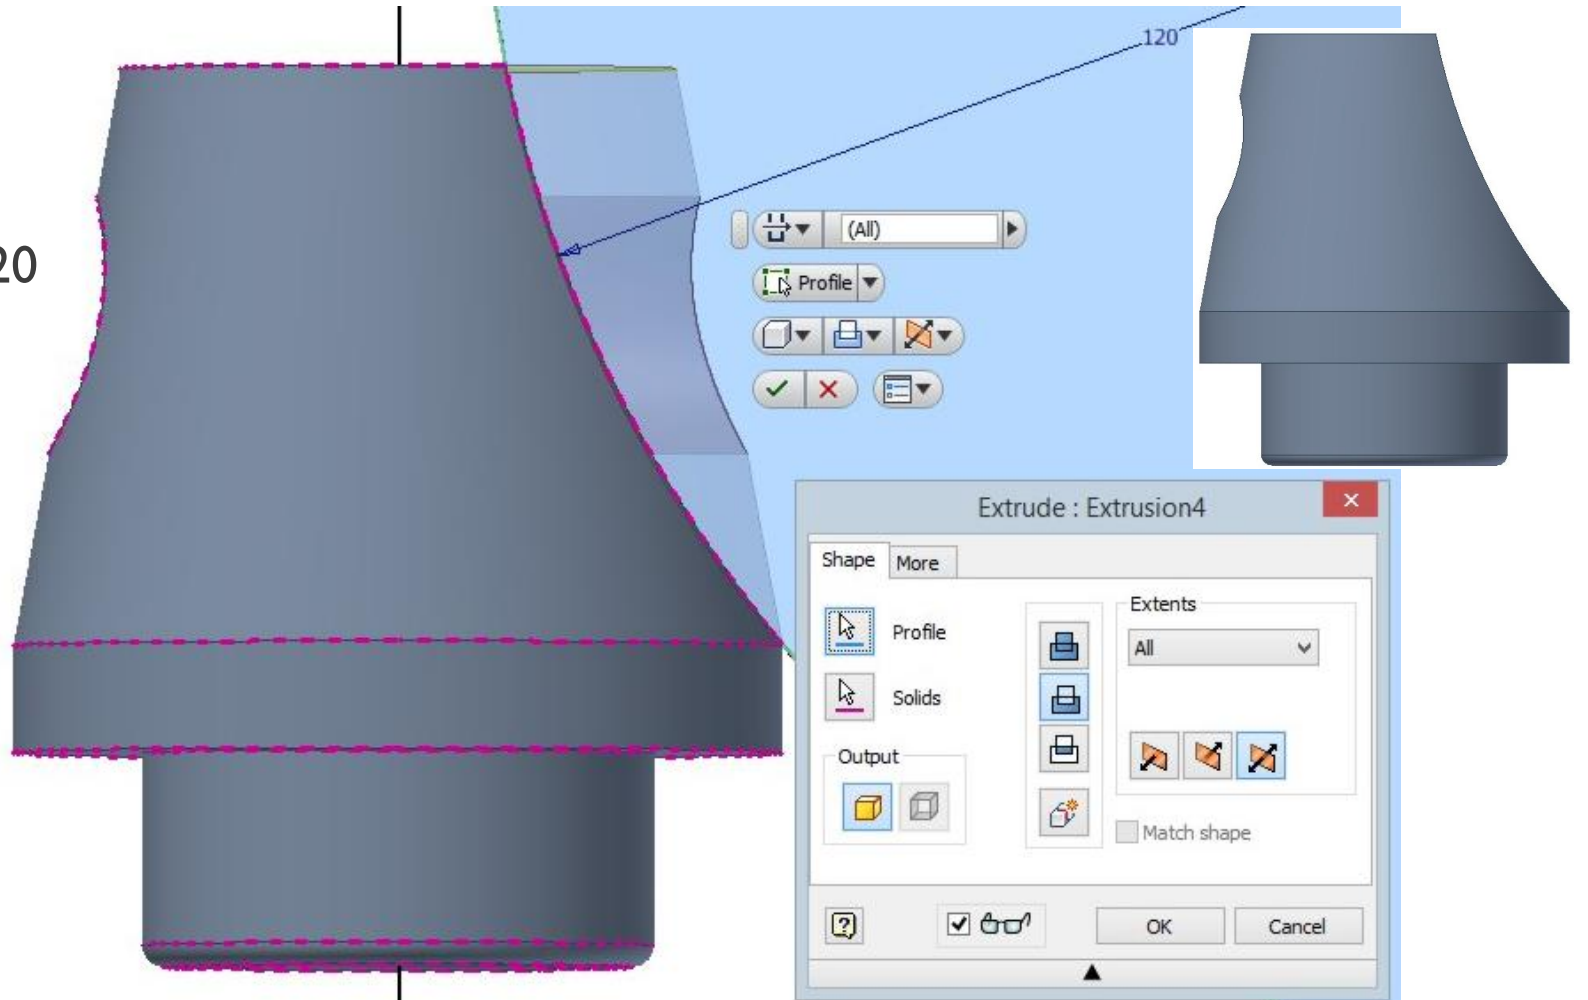 120
20
(All)
Profile
Extrude : Extrusion4
Shape
More
Profile
Solids
Output
Extents
All
Match shape
OK
Cancel